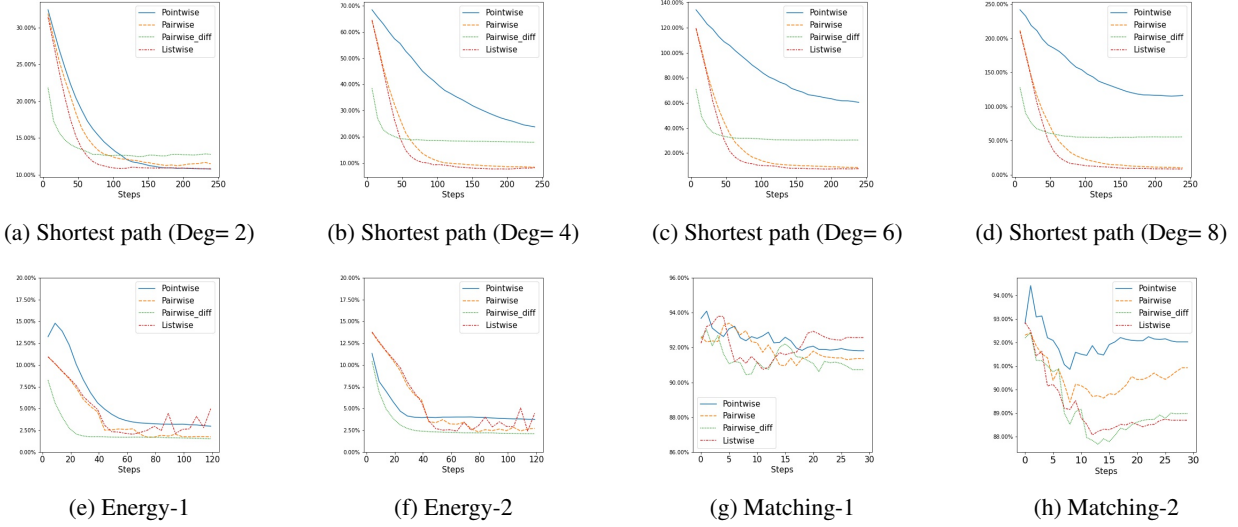 35.00%
30.00%
25.00%
20.00%
15.00%
10.00%
0 50 100 150 200 250
Steps
Pointwise
Pairwise
Pairwise_diff
Listwise
(a) Shortest path (Deg= 2)
70.00%
60.00%
50.00%
40.00%
30.00%
20.00%
10.00%
0 50 100 150 200 250
Steps
Pointwise
Pairwise
Pairwise_diff
Listwise
(b) Shortest path (Deg= 4)
140.00%
120.00%
100.00%
80.00%
60.00%
40.00%
20.00%
0 50 100 150 200 250
Steps
Pointwise
Pairwise
Pairwise_diff
Listwise
(c) Shortest path (Deg= 6)
250.00%
200.00%
150.00%
100.00%
50.00%
0.00%
0 50 100 150 200 250
Steps
Pointwise
Pairwise
Pairwise_diff
Listwise
(d) Shortest path (Deg= 8)
20.00%
17.50%
15.00%
12.50%
10.00%
7.50%
5.00%
2.50%
0.00%
0 20 40 60 80 100 120
Steps
Pointwise
Pairwise
Pairwise_diff
Listwise
(e) Energy-1
20.00%
17.50%
15.00%
12.50%
10.00%
7.50%
5.00%
2.50%
0.00%
0 20 40 60 80 100 120
Steps
Pointwise
Pairwise
Pairwise_diff
Listwise
(f) Energy-2
96.00%
94.00%
92.00%
90.00%
88.00%
86.00%
0 5 10 15 20 25 30
Steps
Pointwise
Pairwise
Pairwise_diff
Listwise
(g) Matching-1
94.00%
93.00%
92.00%
91.00%
90.00%
89.00%
88.00%
0 5 10 15 20 25 30
Steps
Pointwise
Pairwise
Pairwise_diff
Listwise
(h) Matching-2